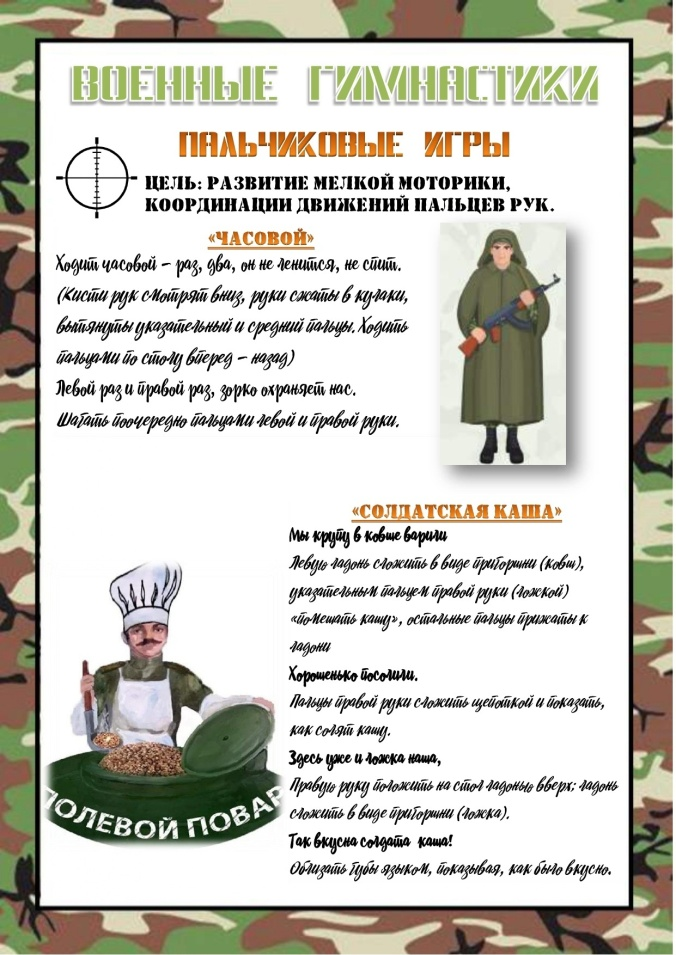 ВОЕННЫЕ ГИМНАСТИКИ
ПАЛЬЧИКОВЫЕ ИГРЫ
ЦЕЛЬ: РАЗВИТИЕ МЕЛКОЙ МОТОРИКИ,
КООРДИНАЦИИ ДВИЖЕНИЙ ПАЛЬЦЕВ РУК.
«ЧАСОВОЙ»
Ходит часовой – раз, два, он не ленится, не спит.
(Кисти рук смотрят вниз, руки сжаты в кулаки,
вытянуты указательный и средний пальцы. Ходить
пальцами по столу вперед – назад)
Левой раз и правой раз, зорко охраняет нас.
Шагать поочередно пальцами левой и правой руки.
«СОЛДАТСКАЯ КАША»
Мы крупу в ковше варили
Левую ладонь сложить в виде пригоршни (ковш),
указательным пальцем правой руки (ложкой)
«помешать кашу», остальные пальцы прижаты к
ладони
Хорошенько посолили.
Пальцы правой руки сложить щепоткой и показать,
как солят кашу.
Здесь уже и ложка наша,
Правую руку положить на стол ладонью вверх; ладонь
сложить в виде пригоршни (ложка).
Так вкусна солдата каша!
Облизать губы языком, показывая, как было вкусно.
ПОЛЕВОЙ ПОВАР